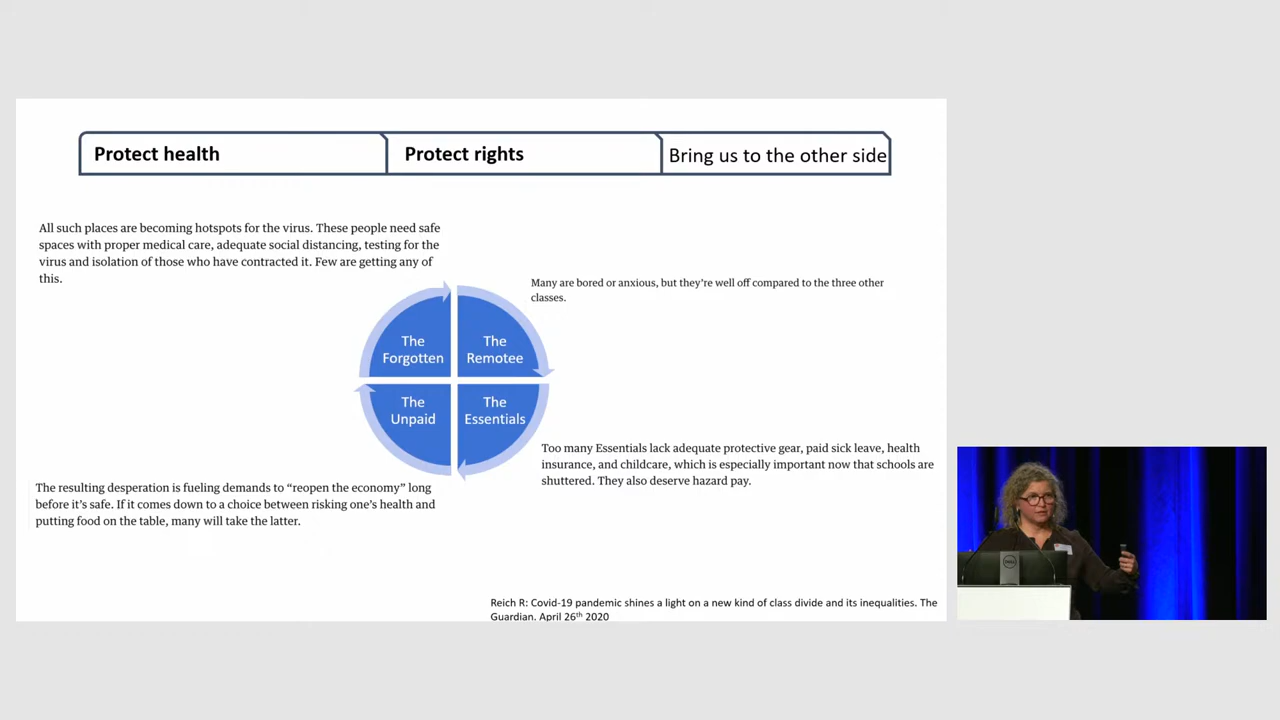 Protect health
Protect rights
Bring us to the other side
All such places are becoming hotspots for the virus. These people need safe
spaces with proper medical care, adequate social distancing, testing for the
virus and isolation of those who have contracted it. Few are getting any of
this.
Many are bored or anxious, but they’re well off compared to the three other
classes.
The
Forgotten
The
Remotee
The
Unpaid
The
Essentials
Too many Essentials lack adequate protective gear, paid sick leave, health
insurance, and childcare, which is especially important now that schools are
shuttered. They also deserve hazard pay.
The resulting desperation is fueling demands to “reopen the economy” long
before it’s safe. If it comes down to a choice between risking one’s health and
putting food on the table, many will take the latter.
Reich R: Covid-19 pandemic shines a light on a new kind of class divide and its inequalities. The
Guardian. April 26th 2020
DELL